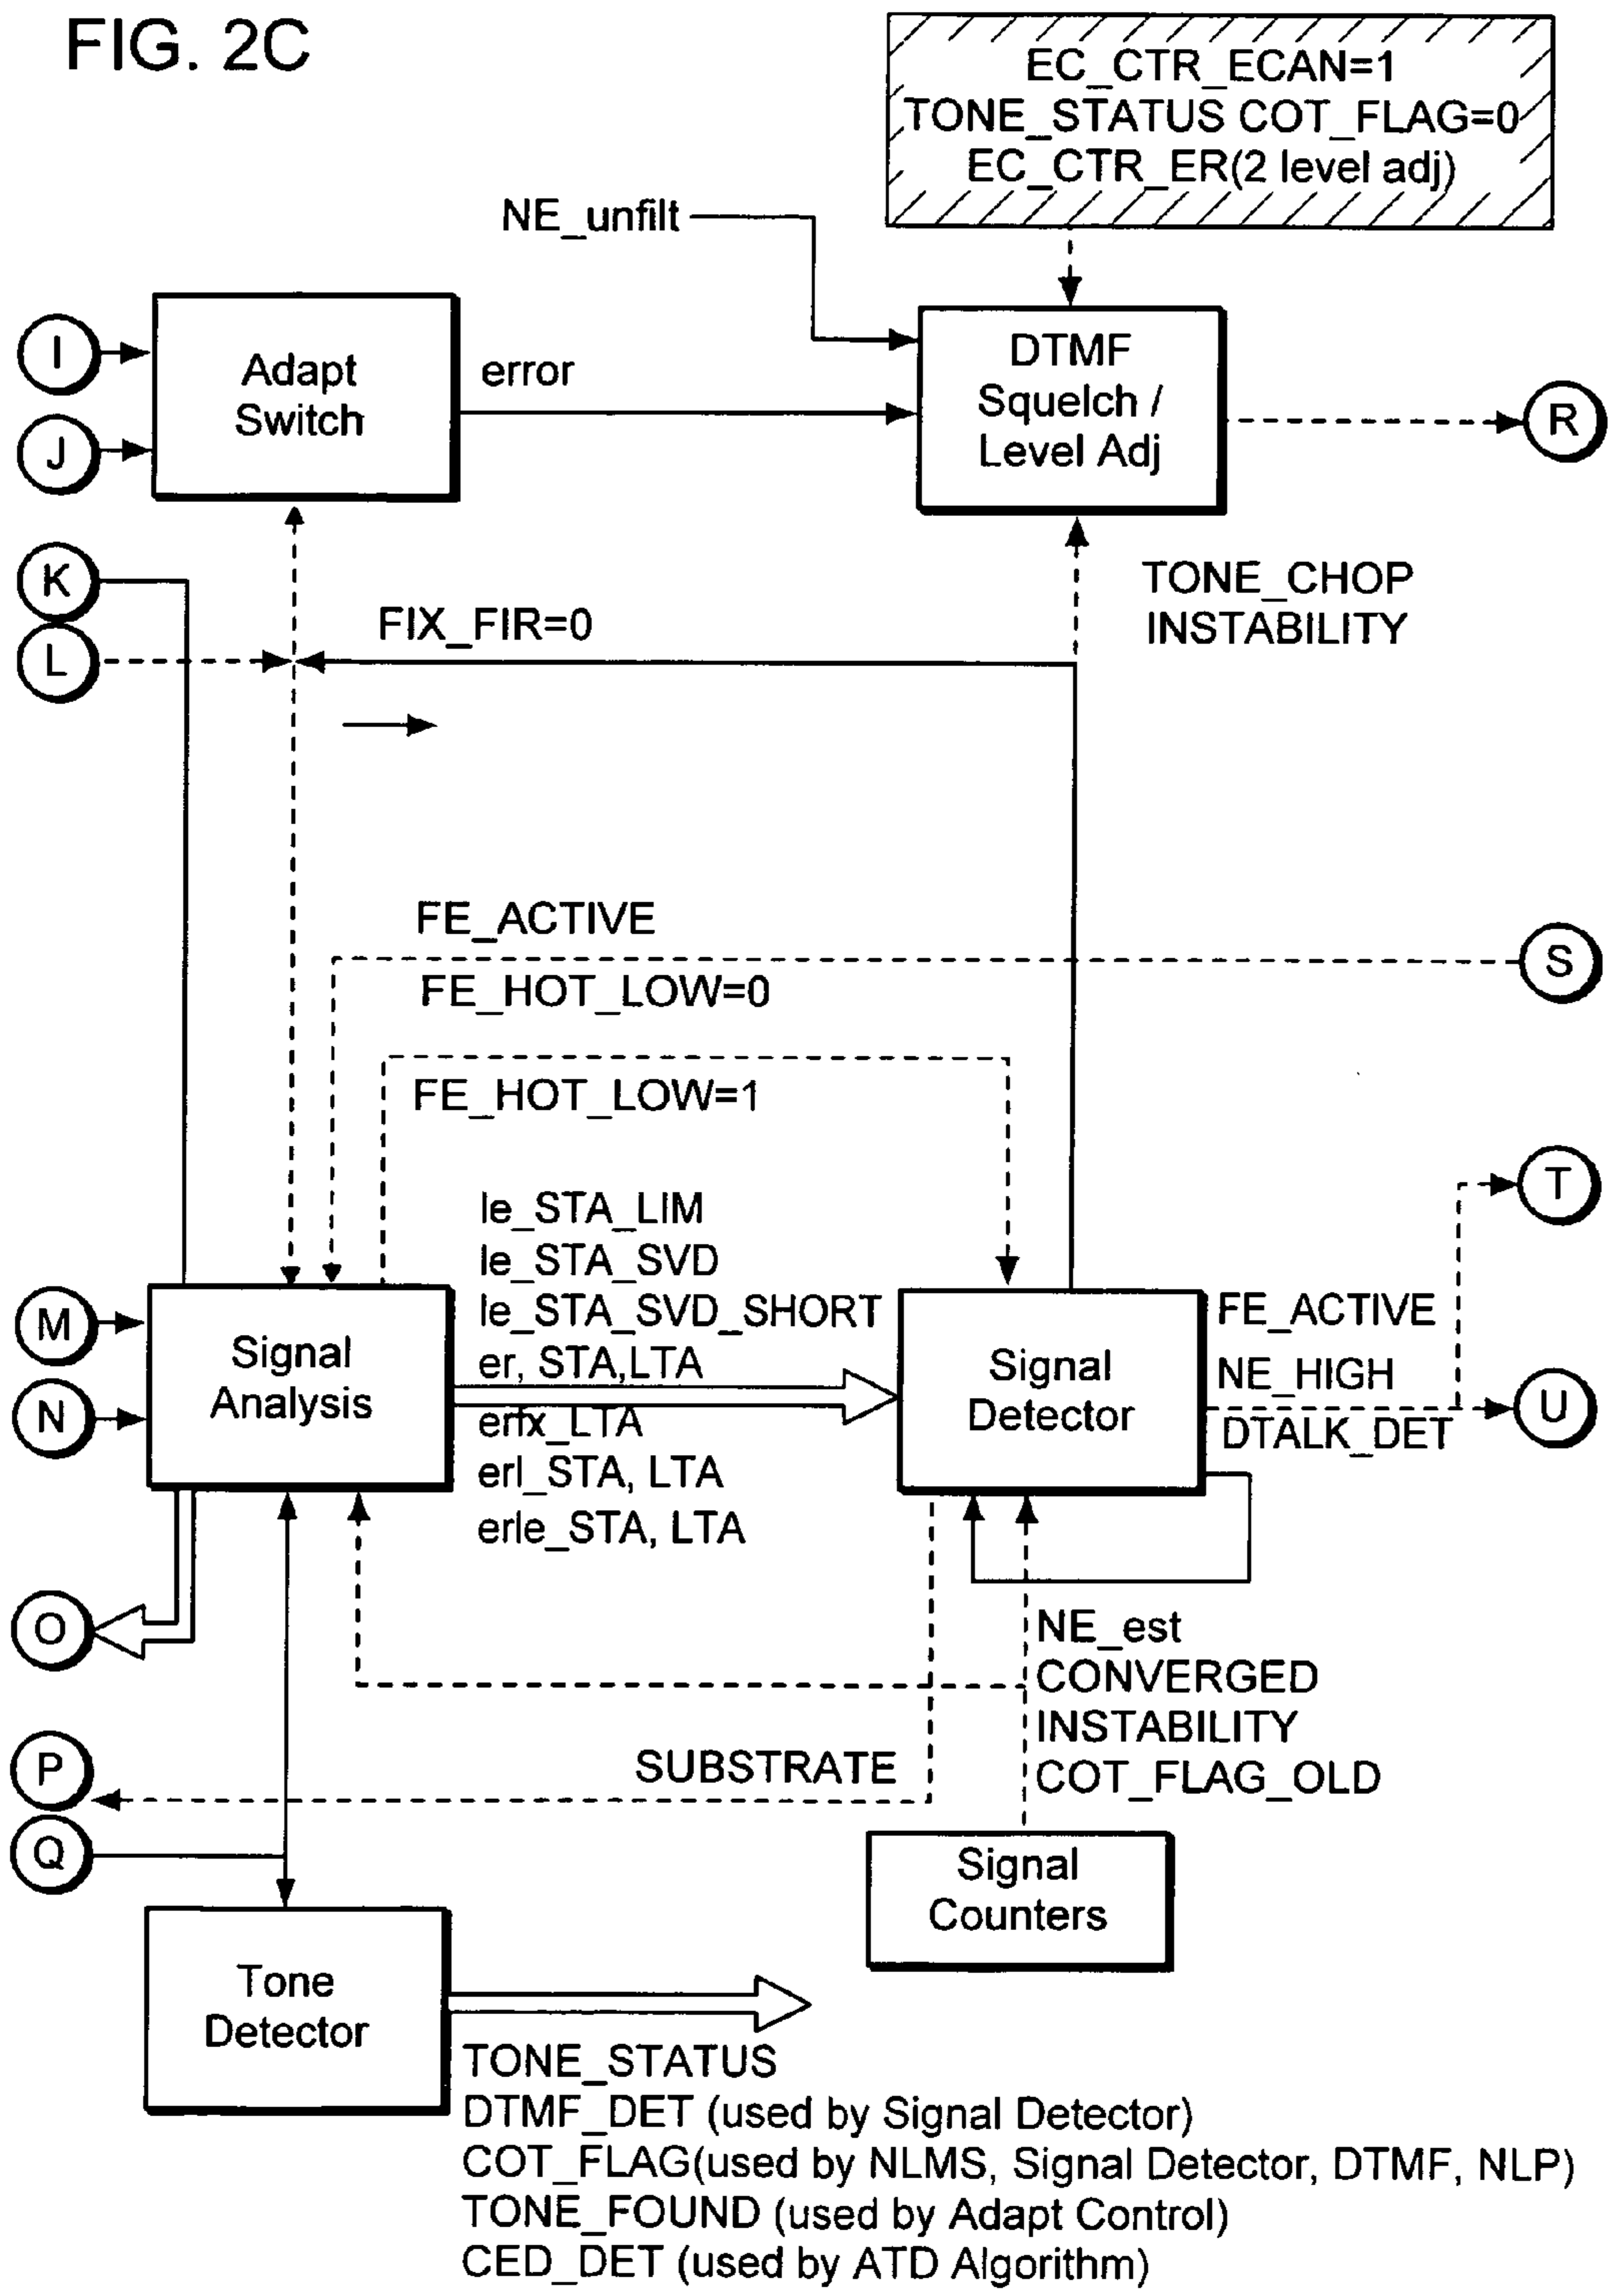 FIG. 2C
EC_CTR_ECAN=1
TONE_STATUS COT_FLAG=0
EC_CTR_ER(2 level adj)
NE_unfilt
I
J
Adapt
Switch
error
DTMF
Squelch /
Level Adj
R
K
L
FIX_FIR=0
TONE_CHOP
INSTABILITY
FE_ACTIVE
S
FE_HOT_LOW=0
FE_HOT_LOW=1
T
le_STA_LIM
le_STA_SVD
le_STA_SVD_SHORT
er, STA,LTA
erfx_LTA
erl_STA, LTA
erle_STA, LTA
M
N
Signal
Analysis
Signal
Detector
FE_ACTIVE
NE_HIGH
DTALK_DET
U
O
NE_est
CONVERGED
INSTABILITY
COT_FLAG_OLD
P
SUBSTRATE
Q
Signal
Counters
Tone
Detector
TONE_STATUS
DTMF_DET (used by Signal Detector)
COT_FLAG(used by NLMS, Signal Detector, DTMF, NLP)
TONE_FOUND (used by Adapt Control)
CED_DET (used by ATD Algorithm)